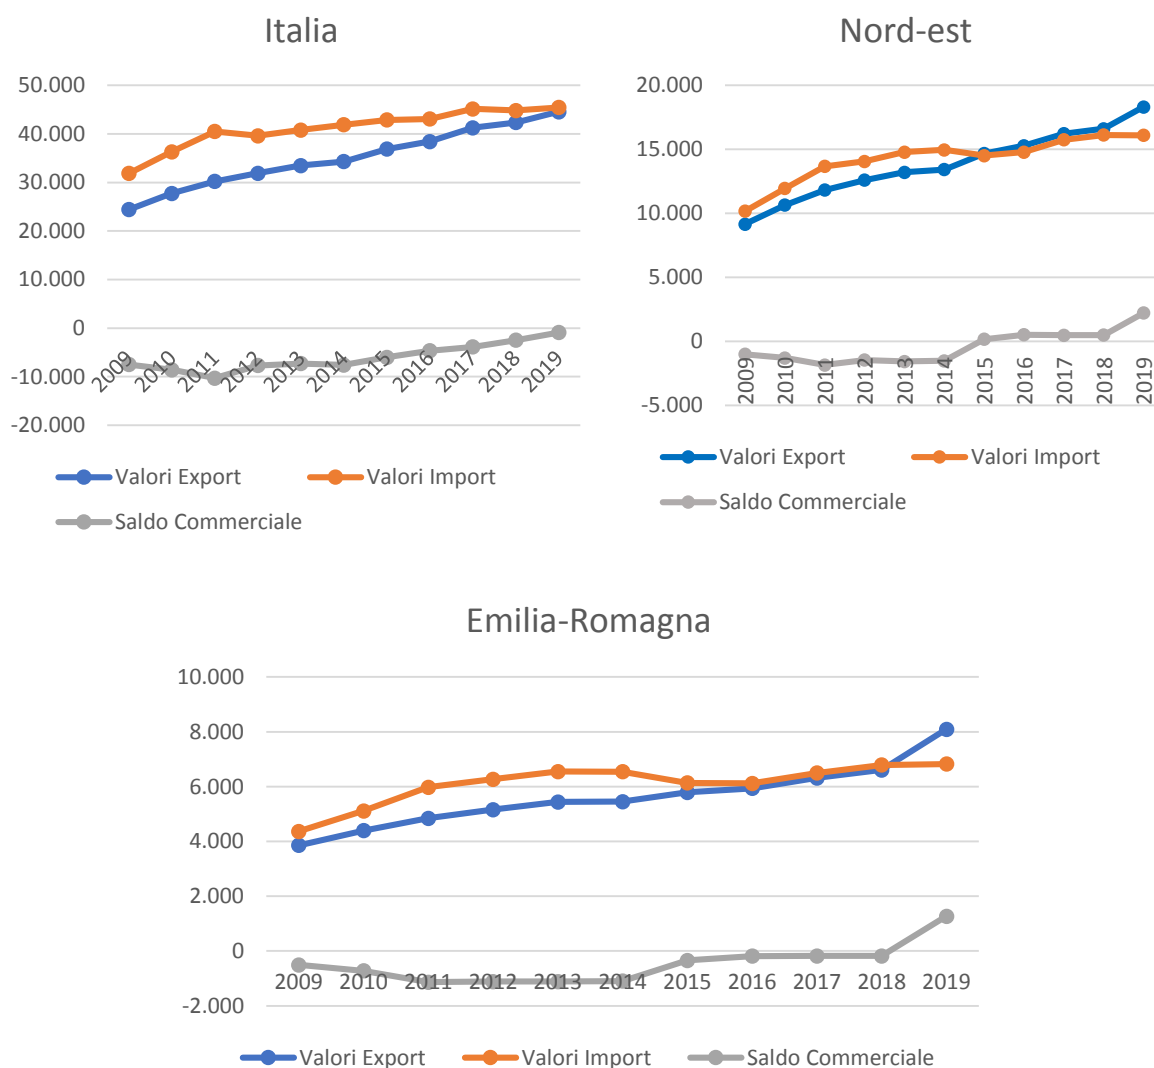 Italia
50.000
40.000
30.000
20.000
10.000
0
-10.000
-20.000
2009 2010 2011 2012 2013 2014 2015 2016 2017 2018 2019
Valori Export Valori Import
Saldo Commerciale
Nord-est
20.000
15.000
10.000
5.000
0
-5.000
2009 2010 2011 2012 2013 2014 2015 2016 2017 2018 2019
Valori Export Valori Import
Saldo Commerciale
Emilia-Romagna
10.000
8.000
6.000
4.000
2.000
0
-2.000
2009 2010 2011 2012 2013 2014 2015 2016 2017 2018 2019
Valori Export Valori Import Saldo Commerciale